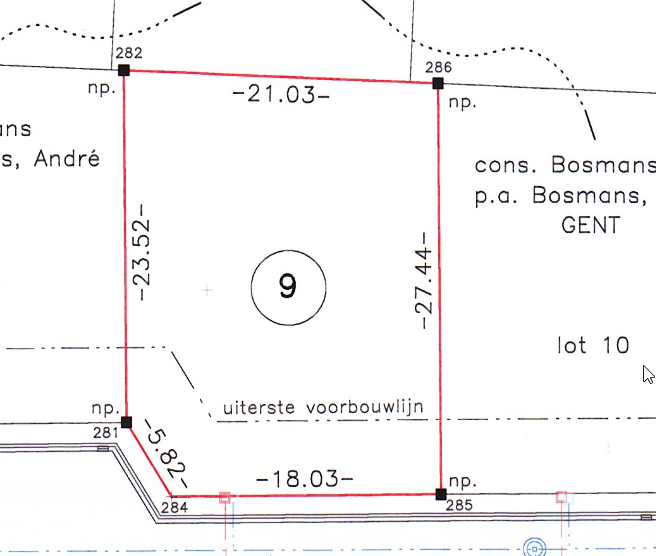 282
286
np.
-21.03-
np.
ans
s, André
cons. Bosmans
p.a. Bosmans,
GENT
-23.52-
-27.44-
9
lot 10
uiterste voorbouwlijn
np.
281
-5.82-
-18.03-
np.
284
285